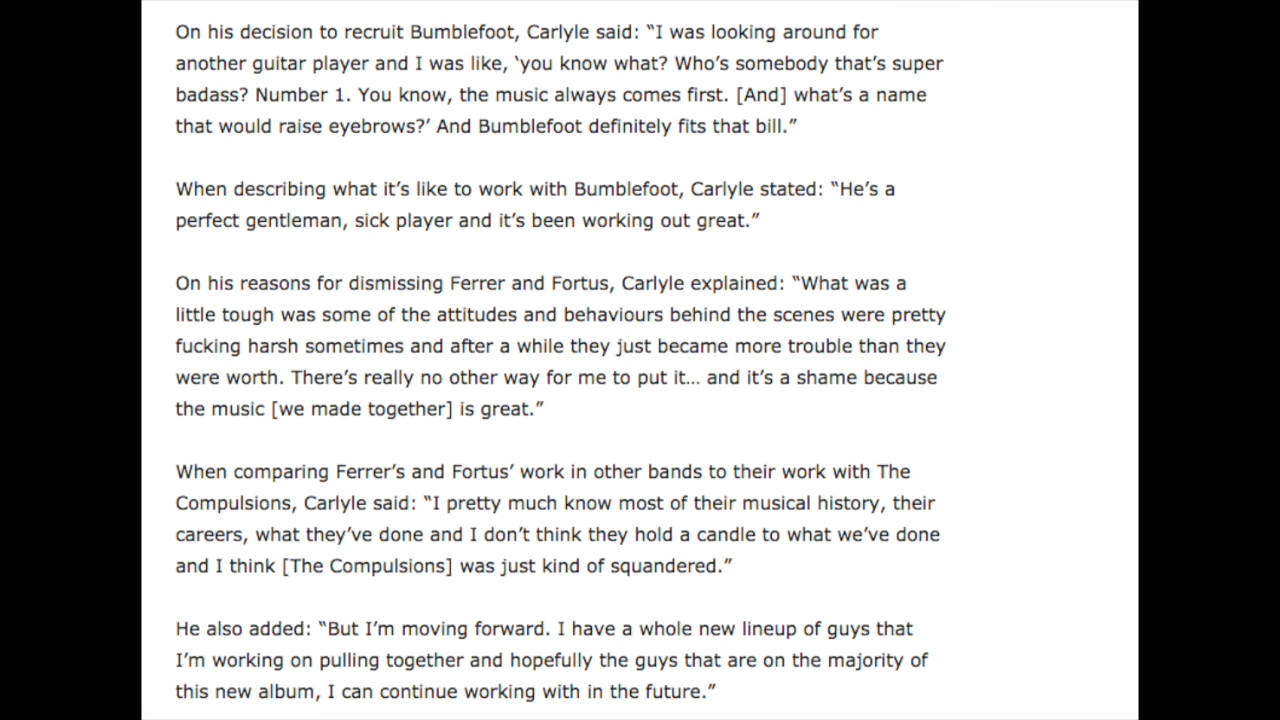 On his decision to recruit Bumblefoot, Carlyle said: “I was looking around for
another guitar player and I was like, ‘you know what? Who’s somebody that’s super
badass? Number 1. You know, the music always comes first. [And] what’s a name
that would raise eyebrows?’ And Bumblefoot definitely fits that bill.”
When describing what it’s like to work with Bumblefoot, Carlyle stated: “He’s a
perfect gentleman, sick player and it’s been working out great.”
On his reasons for dismissing Ferrer and Fortus, Carlyle explained: “What was a
little tough was some of the attitudes and behaviours behind the scenes were pretty
fucking harsh sometimes and after a while they just became more trouble than they
were worth. There’s really no other way for me to put it… and it’s a shame because
the music [we made together] is great.”
When comparing Ferrer’s and Fortus’ work in other bands to their work with The
Compulsions, Carlyle said: “I pretty much know most of their musical history, their
careers, what they’ve done and I don’t think they hold a candle to what we’ve done
and I think [The Compulsions] was just kind of squandered.”
He also added: “But I’m moving forward. I have a whole new lineup of guys that
I’m working on pulling together and hopefully the guys that are on the majority of
this new album, I can continue working with in the future.”